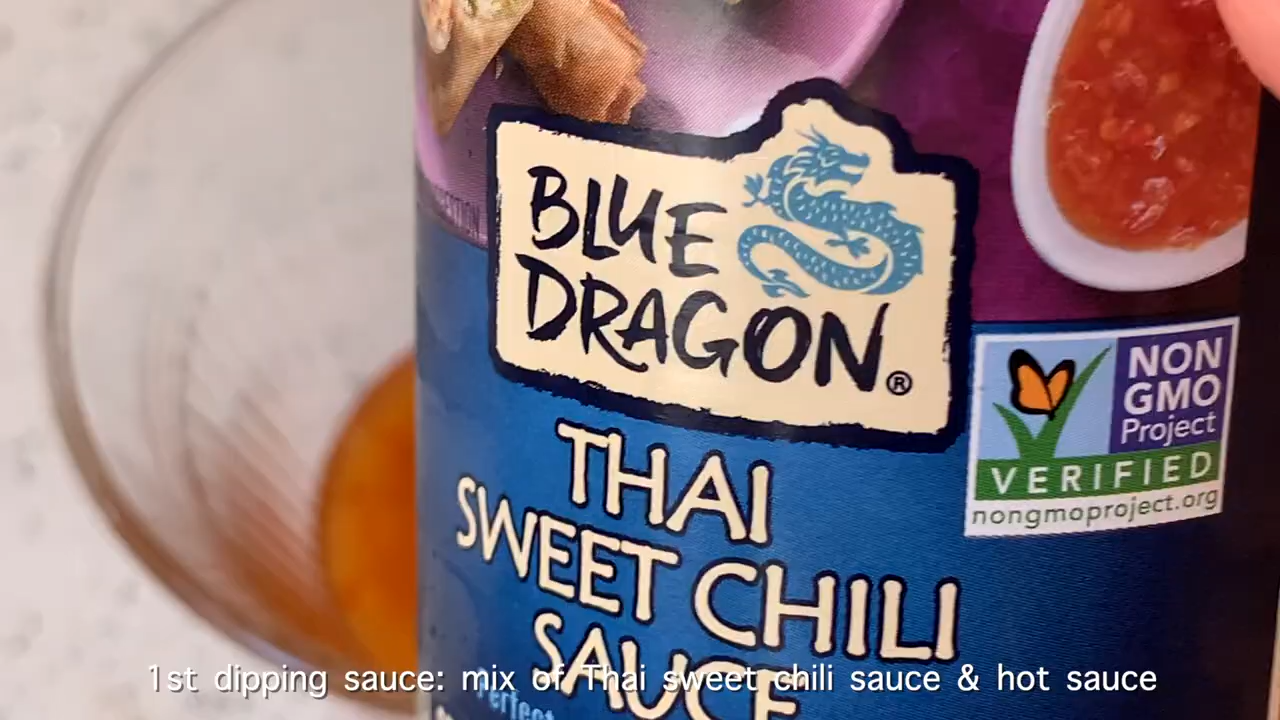 BLUE
DRAGON®
THAI
SWEET CHILI
SAUCE
Perfect
NON
GMO
Project
VERIFIED
nongmoproject.org
1st dipping sauce: mix of Thai sweet chili sauce & hot sauce